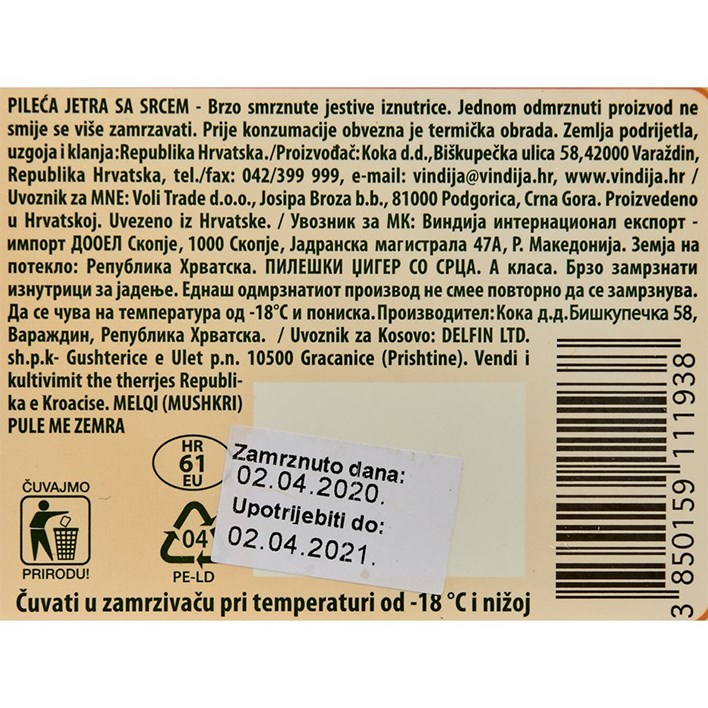 PILEĆA JETRA SA SRCEM - Brzo smrznute jestive iznutrice. Jednom odmrznuti proizvod ne
smije se više zamrzavati. Prije konzumacije obvezna je termička obrada. Zemlja podrijetla,
uzgoja i klanja:Republika Hrvatska./Proizvođač:Koka d.d.,Biškupečka ulica 58,42000 Varaždin,
Republika Hrvatska, tel./fax: 042/399 999, e-mail: vindija@vindija.hr, www.vindija.hr /
Uvoznik za MNE: Voli Trade d.o.o., Josipa Broza b.b., 81000 Podgorica, Crna Gora. Proizvedeno
u Hrvatskoj. Uvezeno iz Hrvatske. / Увозник за МК: Виндија интернационал експорт -
импорт ДООЕЛ Скопје, 1000 Скопје, Јадранска магистрала 47А, Р. Македонија. Земја на
потекло: Република Хрватска. ПИЛЕШКИ ЏИГЕР СО СРЦА. А класа. Брзо замрзнати
изнутрици за јадење. Еднаш одмрзнатиот производ не смее повторно да се замрзнува.
Да се чува на температура од -18°C и пониска.Производител:Кока д.д.Бишкупечка 58,
Вараждин, Република Хрватска. / Uvoznik za Kosovo: DELFIN LTD.
sh.p.k- Gushterice e Ulet p.n. 10500 Gracanice (Prishtine). Vendi i
kultivimit the therrjes Republi-
ka e Kroacise. MELQI (MUSHKRI)
PULE ME ZEMRA
HR
61
EU
ČUVAJMO
PRIRODU!
04
PE-LD
Zamrznuto dana:
02.04.2020.
Upotrijebiti do:
02.04.2021.
Čuvati u zamrzivaču pri temperaturi od -18 °C i nižoj
3 850159 111938